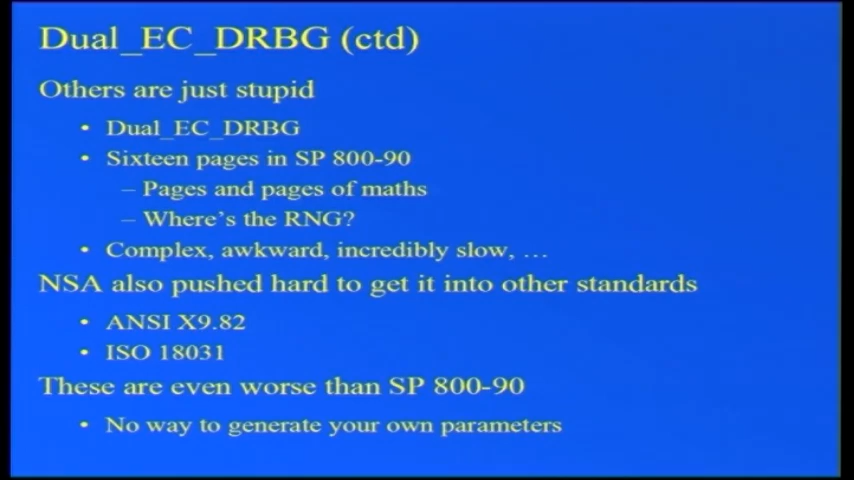 Dual_EC_DRBG (ctd)
Others are just stupid
• Dual_EC_DRBG
• Sixteen pages in SP 800-90
– Pages and pages of maths
– Where's the RNG?
• Complex, awkward, incredibly slow, …
NSA also pushed hard to get it into other standards
• ANSI X9.82
• ISO 18031
These are even worse than SP 800-90
• No way to generate your own parameters